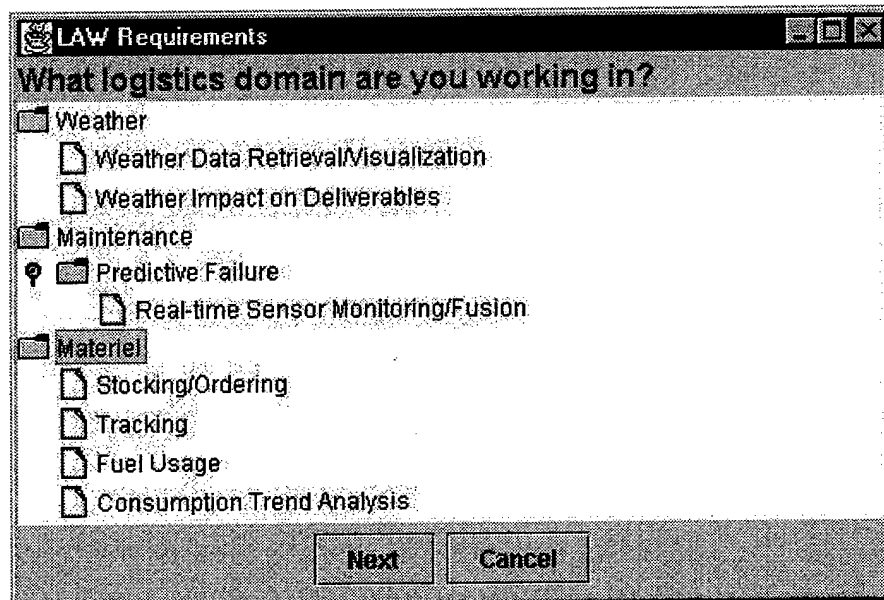 LAW Requirements
What logistics domain are you working in?
Weather
Weather Data Retrieval/Visualization
Weather Impact on Deliverables
Maintenance
Predictive Failure
Real-time Sensor Monitoring/Fusion
Materiel
Stocking/Ordering
Tracking
Fuel Usage
Consumption Trend Analysis
Next Cancel